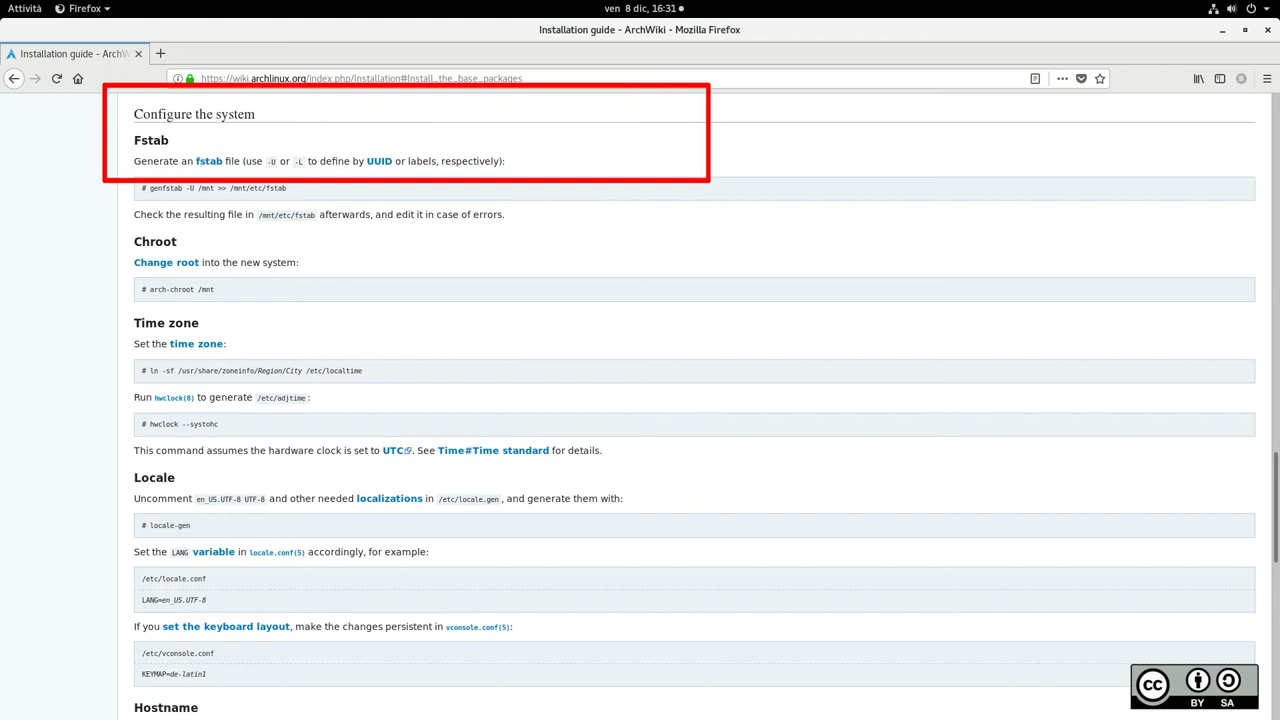 Attività Firefox ven 8 dic, 16:31
Installation guide - ArchWiki - Mozilla Firefox
Installation guide - ArchW
https://wiki.archlinux.org/index.php/Installation#Install_the_base_packages
Configure the system
Fstab
Generate an fstab file (use -U or -L to define by UUID or labels, respectively):
# genfstab -U /mnt >> /mnt/etc/fstab
Check the resulting file in /mnt/etc/fstab afterwards, and edit it in case of errors.
Chroot
Change root into the new system:
# arch-chroot /mnt
Time zone
Set the time zone:
# ln -sf /usr/share/zoneinfo/Region/City /etc/localtime
Run hwclock(8) to generate /etc/adjtime:
# hwclock --systohc
This command assumes the hardware clock is set to UTC. See Time#Time standard for details.
Locale
Uncomment en_US.UTF-8 UTF-8 and other needed localizations in /etc/locale.gen, and generate them with:
# locale-gen
Set the LANG variable in locale.conf(5) accordingly, for example:
/etc/locale.conf
LANG=en_US.UTF-8
If you set the keyboard layout, make the changes persistent in vconsole.conf(5):
/etc/vconsole.conf
KEYMAP=de-latin1
Hostname
cc BY SA